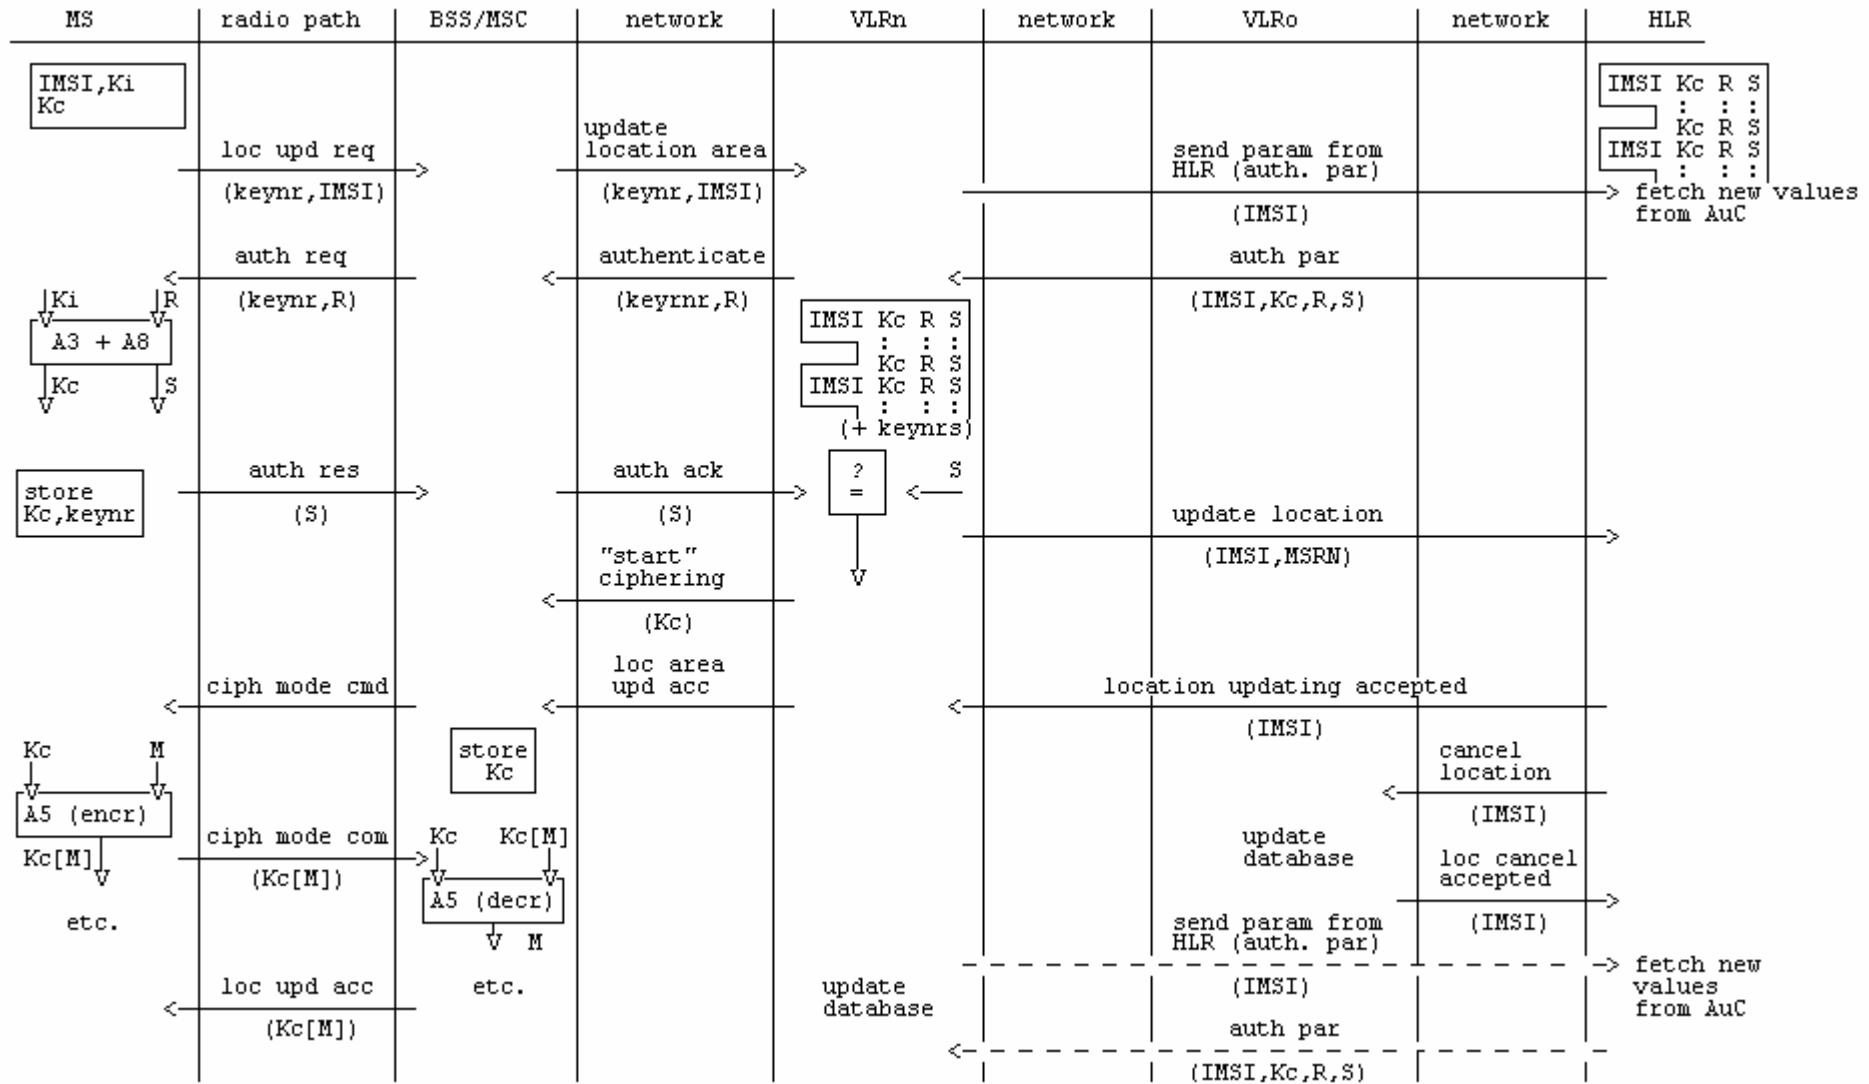 MS radio path BSS/MSC network VLRn network VLRo network HLR
IMSI,Ki
Kc
IMSI Kc R S
: : :
Kc R S
IMSI Kc R S
: : :
loc upd req
(keynr,IMSI)
update
location area
(keynr,IMSI)
send param from
HLR (auth. par)
(IMSI)
fetch new values
from AuC
auth req
(keynr,R)
authenticate
(keyrnr,R)
auth par
(IMSI,Kc,R,S)
Ki R
A3 + A8
Kc S
IMSI Kc R S
: : :
Kc R S
IMSI Kc R S
: : :
(+ keynrs)
store
Kc,keynr
auth res
(S)
auth ack
(S)
?
=
S
update location
(IMSI,MSRN)
"start"
ciphering
(Kc)
ciph mode cmd
loc area
upd acc
location updating accepted
(IMSI)
Kc M
A5 (encr)
Kc[M]
etc.
store
Kc
cancel
location
(IMSI)
ciph mode com
(Kc[M])
Kc Kc[M]
A5 (decr)
M
etc.
update
database
loc cancel
accepted
(IMSI)
send param from
HLR (auth. par)
(IMSI)
fetch new
values
from AuC
loc upd acc
(Kc[M])
update
database
auth par
(IMSI,Kc,R,S)